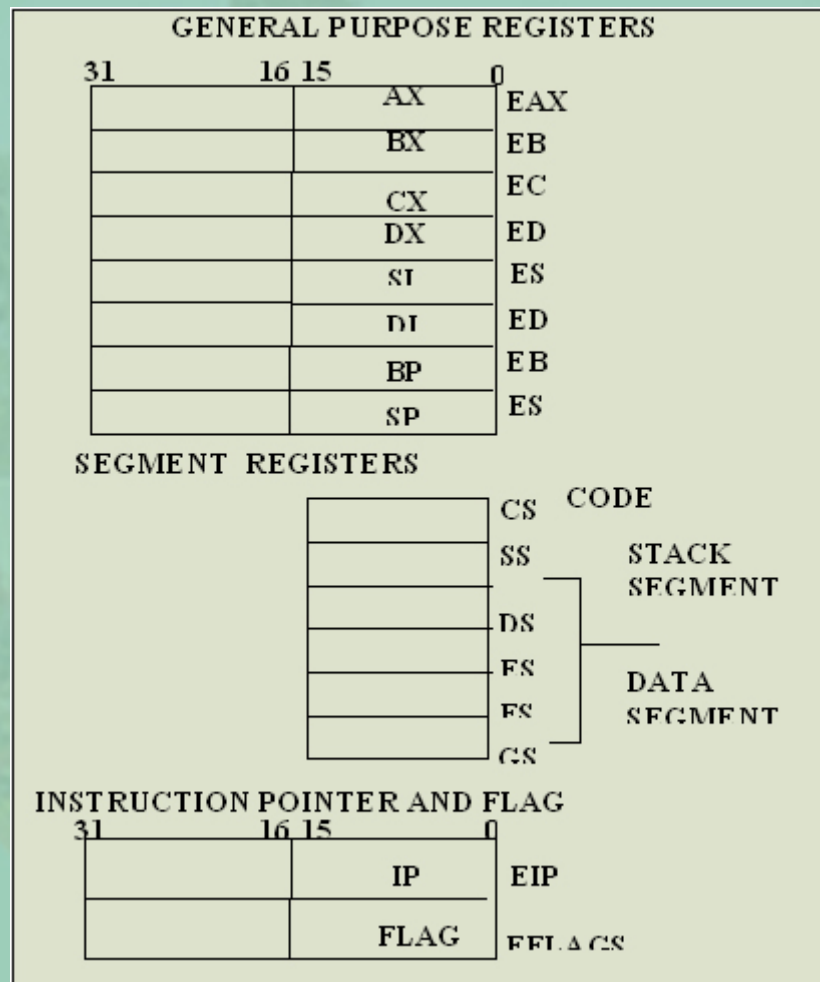 GENERAL PURPOSE REGISTERS
31 16 15 0
AX EAX
BX EB
CX EC
DX ED
SI ES
DI ED
BP EB
SP ES
SEGMENT REGISTERS
CS CODE
SS STACK
SEGMENT
DS
ES
DATA
FS SEGMENT
GS
INSTRUCTION POINTER AND FLAG
31 16 15 0
IP EIP
FLAG EFLAGS